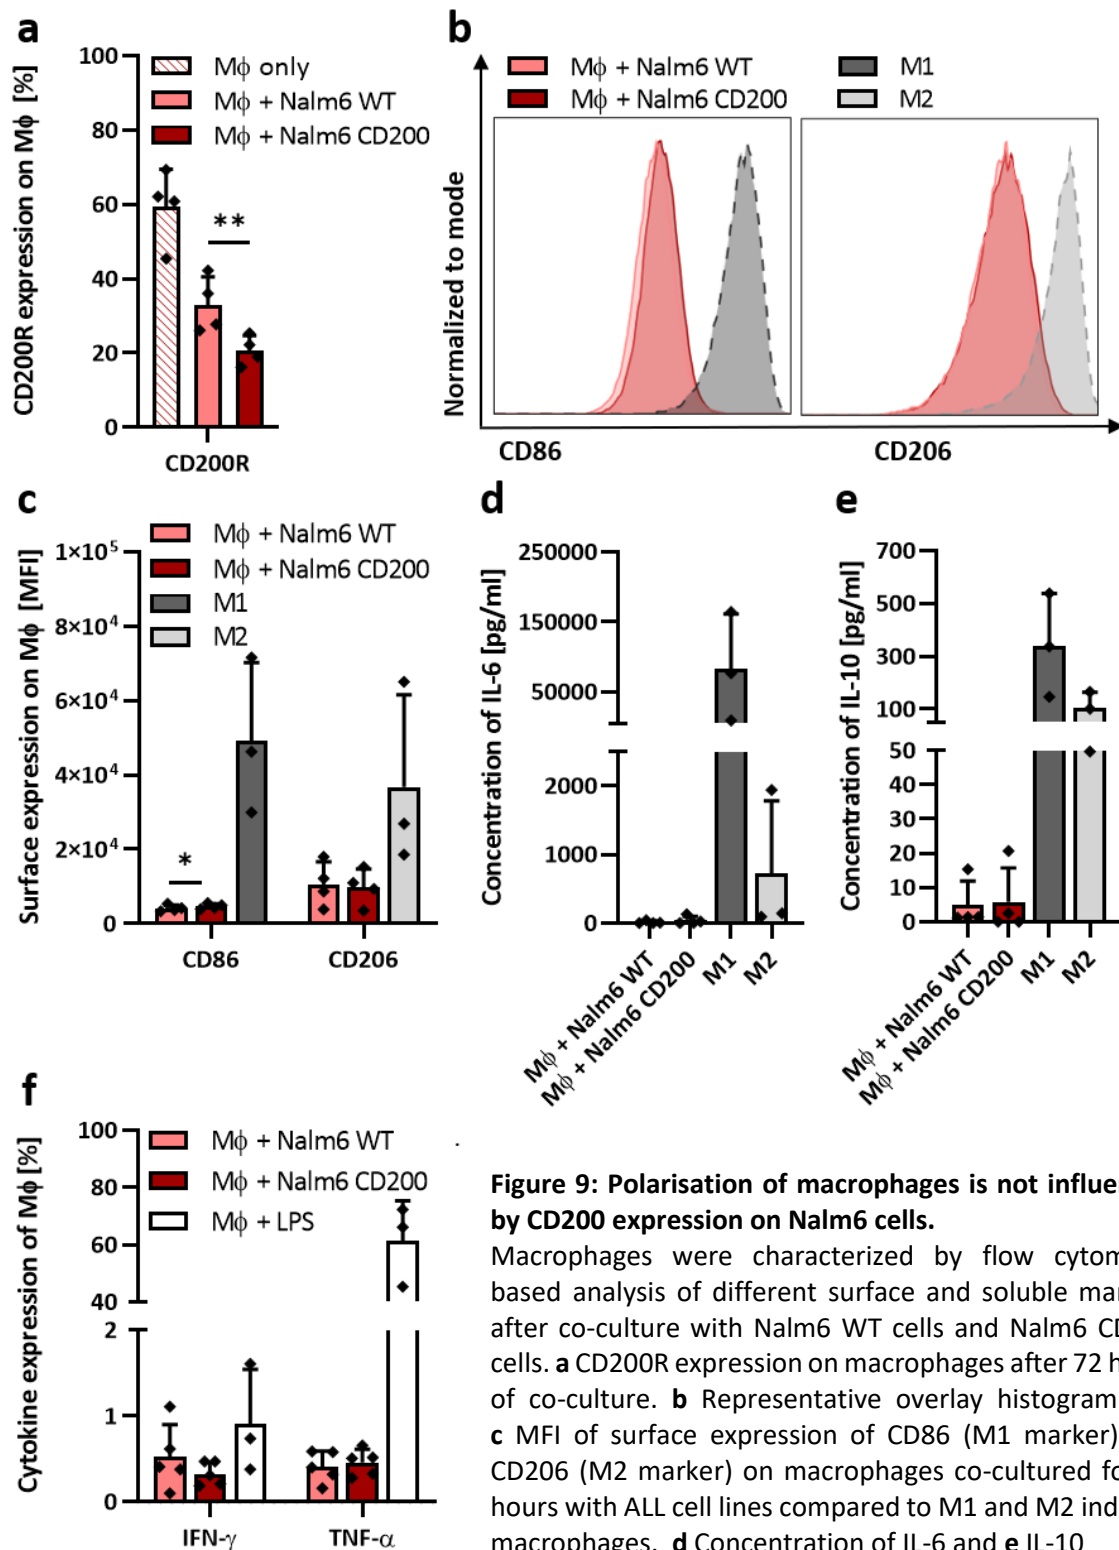 a
100
80
60
40
20
0
CD200R expression on Mϕ [%]
Mϕ only
Mϕ + Nalm6 WT
Mϕ + Nalm6 CD200
**
CD200R
b
Mϕ + Nalm6 WT
Mϕ + Nalm6 CD200
M1
M2
Normalized to mode
CD86
CD206
c
Mϕ + Nalm6 WT
Mϕ + Nalm6 CD200
M1
M2
Surface expression on Mϕ [MFI]
1×10⁵
8×10⁴
6×10⁴
4×10⁴
2×10⁴
0
*
CD86
CD206
d
Concentration of IL-6 [pg/ml]
250000
150000
50000
2000
1000
0
Mϕ + Nalm6 WT
Mϕ + Nalm6 CD200
M1
M2
e
Concentration of IL-10 [pg/ml]
700
500
300
100
50
40
30
20
10
0
Mϕ + Nalm6 WT
Mϕ + Nalm6 CD200
M1
M2
f
Cytokine expression of Mϕ [%]
100
80
60
40
2
1
0
Mϕ + Nalm6 WT
Mϕ + Nalm6 CD200
Mϕ + LPS
IFN-γ
TNF-α
Figure 9: Polarisation of macrophages is not influe
by CD200 expression on Nalm6 cells.
Macrophages were characterized by flow cytom
based analysis of different surface and soluble mar
after co-culture with Nalm6 WT cells and Nalm6 CD
cells. a CD200R expression on macrophages after 72 h
of co-culture. b Representative overlay histogram
c MFI of surface expression of CD86 (M1 marker)
CD206 (M2 marker) on macrophages co-cultured fo
hours with ALL cell lines compared to M1 and M2 ind
macrophages. d Concentration of IL-6 and e IL-10